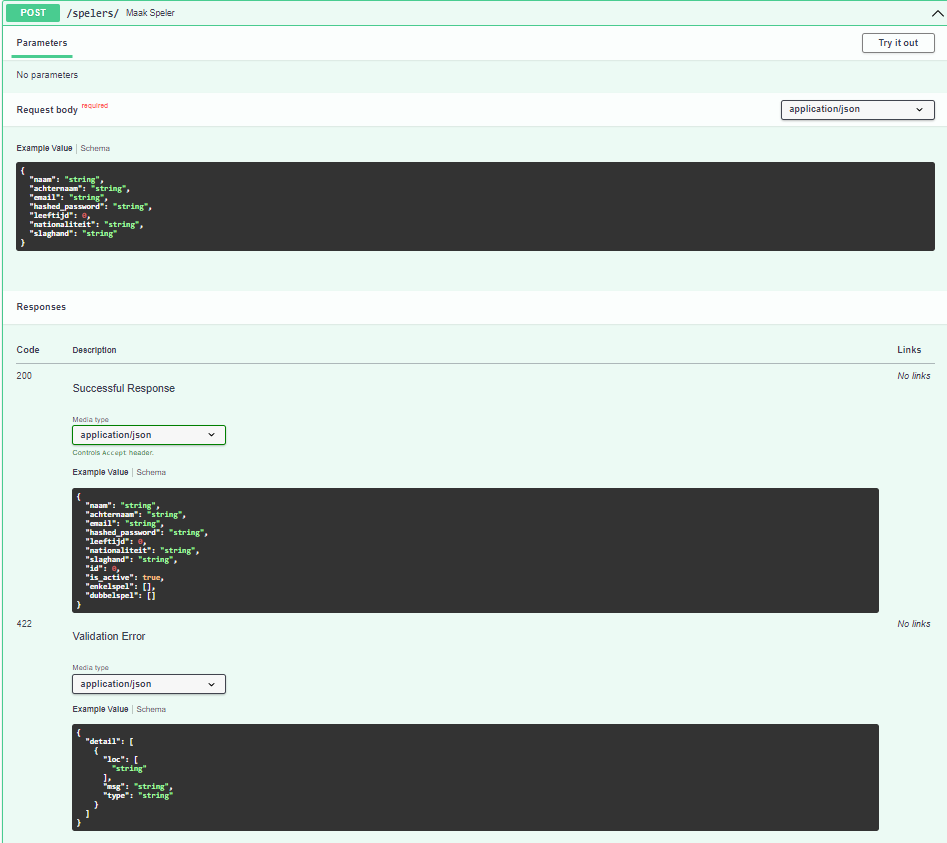 POST /spelers/ Maak Speler
Parameters
Try it out
No parameters
Request body required
application/json
Example Value | Schema
{
  "naam": "string",
  "achternaam": "string",
  "email": "string",
  "hashed_password": "string",
  "leeftijd": 0,
  "nationaliteit": "string",
  "slaghand": "string"
}
Responses
Code Description Links
200 Successful Response No links
Media type
application/json
Controls Accept header.
Example Value | Schema
{
  "naam": "string",
  "achternaam": "string",
  "email": "string",
  "hashed_password": "string",
  "leeftijd": 0,
  "nationaliteit": "string",
  "slaghand": "string",
  "id": 0,
  "is_active": true,
  "enkelspel": [],
  "dubbelspel": []
}
422 Validation Error No links
Media type
application/json
Example Value | Schema
{
  "detail": [
    {
      "loc": [
        "string"
      ],
      "msg": "string",
      "type": "string"
    }
  ]
}